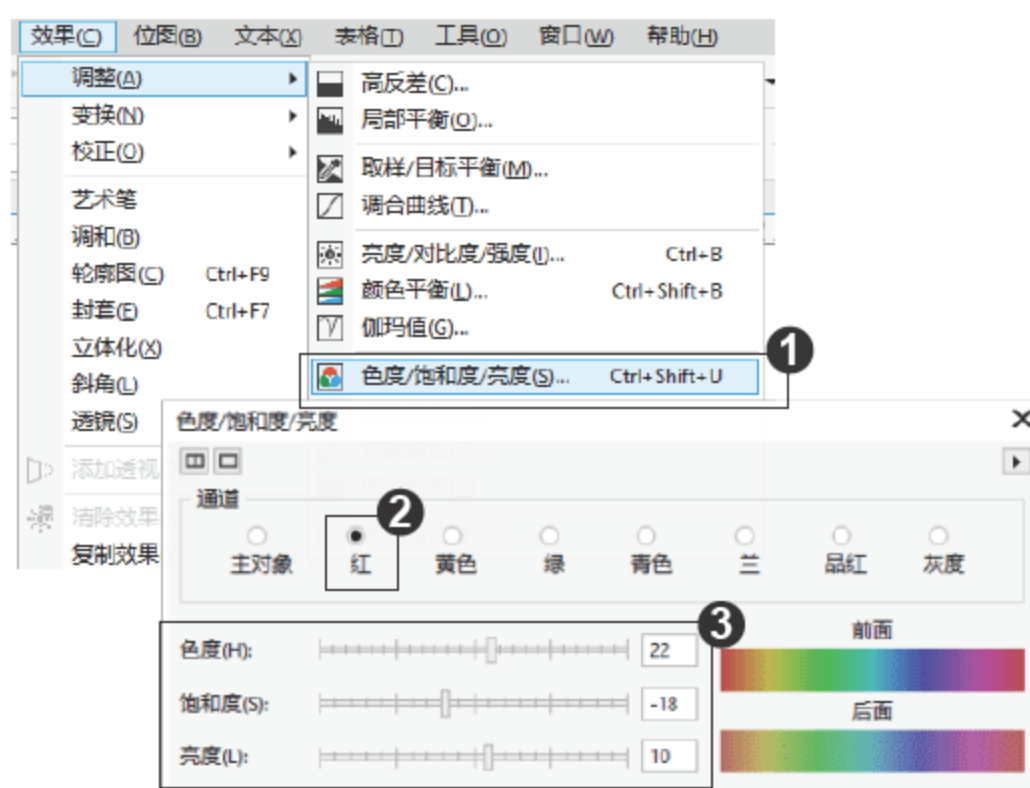 效果(C) 位图(B) 文本(X) 表格(T) 工具(O) 窗口(W) 帮助(H)
调整(A)
变换(N)
校正(O)
艺术笔
调和(B)
轮廓图(C) Ctrl+F9
封套(E) Ctrl+F7
立体化(X)
斜角(L)
透镜(S)
添加透视
清除效果
复制效果
高反差(C)...
局部平衡(O)...
取样/目标平衡(M)...
调合曲线(T)...
亮度/对比度/强度(I)... Ctrl+B
颜色平衡(L)... Ctrl+Shift+B
伽玛值(G)...
色度/饱和度/亮度(S)... Ctrl+Shift+U
1
色度/饱和度/亮度
通道
2
主对象 红 黄色 绿 青色 兰 品红 灰度
3
色度(H): 22
饱和度(S): -18
亮度(L): 10
前面
后面